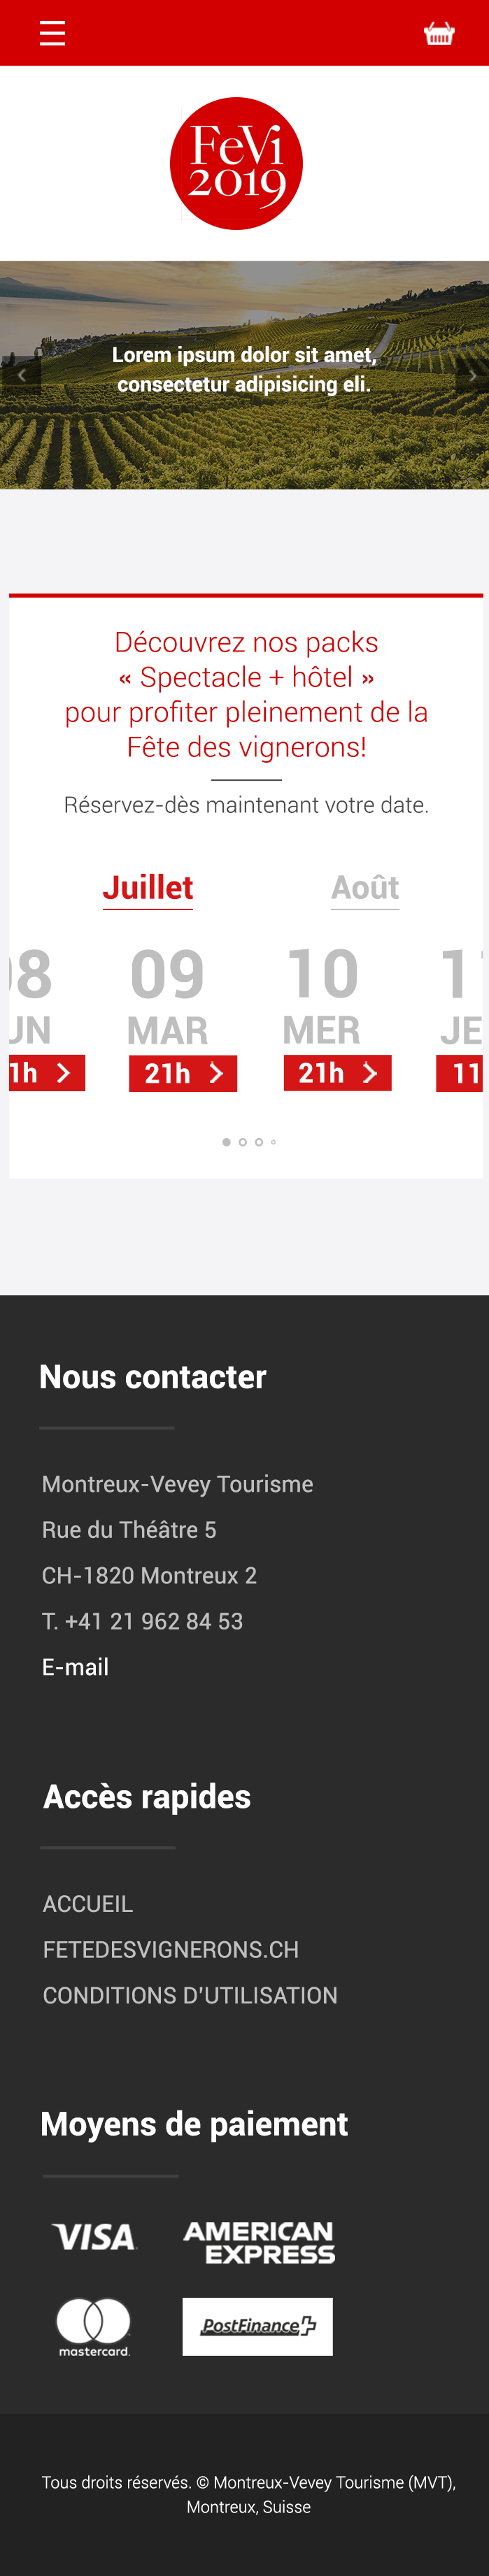 FeVi
2019
Lorem ipsum dolor sit amet,
consectetur adipisicing eli.
Découvrez nos packs
« Spectacle + hôtel »
pour profiter pleinement de la
Fête des vignerons!
Réservez-dès maintenant votre date.
Juillet Août
08 09 10 11
UN MAR MER JE
1h 21h 21h 11
Nous contacter
Montreux-Vevey Tourisme
Rue du Théâtre 5
CH-1820 Montreux 2
T. +41 21 962 84 53
E-mail
Accès rapides
ACCUEIL
FETEDESVIGNERONS.CH
CONDITIONS D'UTILISATION
Moyens de paiement
VISA AMERICAN
EXPRESS
mastercard. PostFinance
Tous droits réservés. © Montreux-Vevey Tourisme (MVT),
Montreux, Suisse